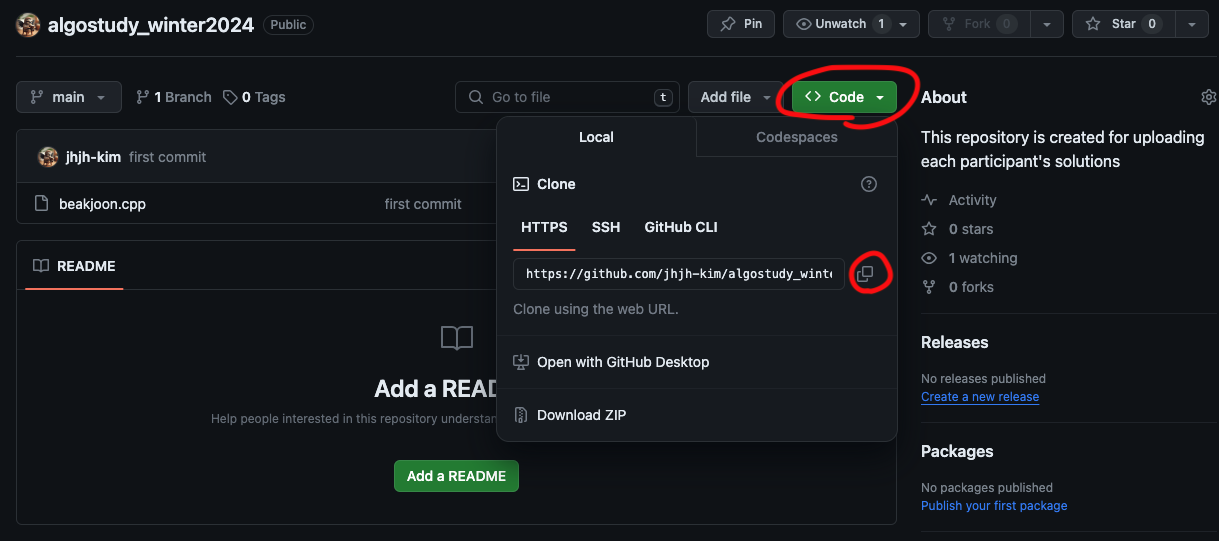 algostudy_winter2024 Public Pin Unwatch 1 Fork 0 Star 0
main 1 Branch 0 Tags Go to file t Add file Code
Local Codespaces
jhjh-kim first commit
Clone
beakjoon.cpp first commit
HTTPS SSH GitHub CLI
README
https://github.com/jhjh-kim/algostudy_winte
Clone using the web URL.
Open with GitHub Desktop
Add a READ
Help people interested in this repository understan
Download ZIP
Add a README
About
This repository is created for uploading
each participant's solutions
Activity
0 stars
1 watching
0 forks
Releases
No releases published
Create a new release
Packages
No packages published
Publish your first package